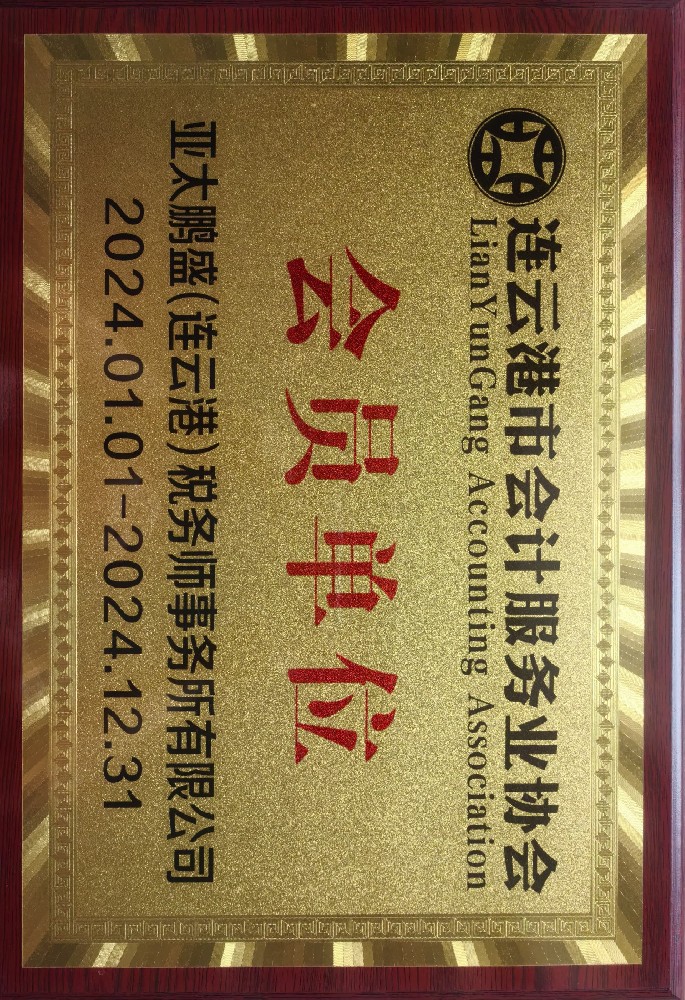 连云港市会计服务业协会
LianYunGang Accounting Association
会员单位
亚太鹏盛(连云港)税务师事务所有限公司
2024.01.01-2024.12.31